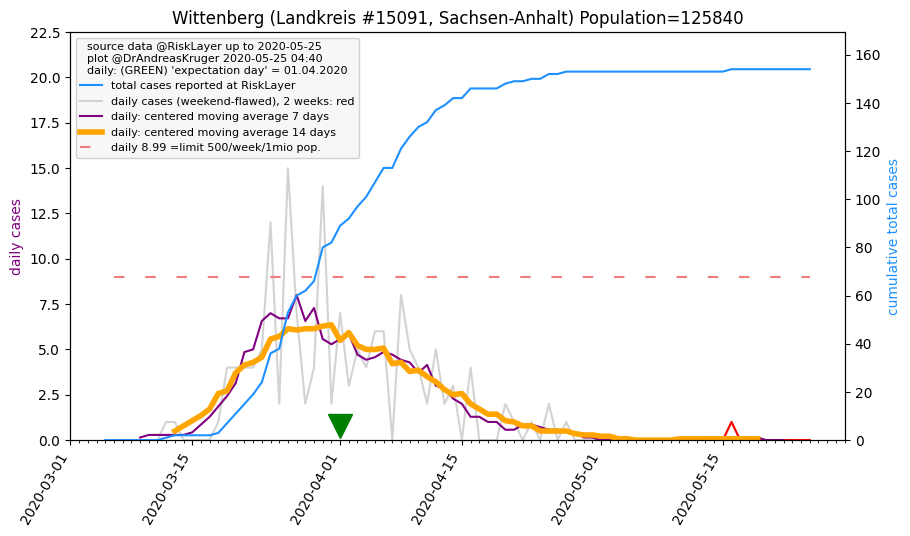 Wittenberg (Landkreis #15091, Sachsen-Anhalt) Population=125840
source data @RiskLayer up to 2020-05-25
plot @DrAndreasKruger 2020-05-25 04:40
daily: (GREEN) 'expectation day' = 01.04.2020
total cases reported at RiskLayer
daily cases (weekend-flawed), 2 weeks: red
daily: centered moving average 7 days
daily: centered moving average 14 days
daily 8.99 =limit 500/week/1mio pop.
daily cases
22.5
20.0
17.5
15.0
12.5
10.0
7.5
5.0
2.5
0.0
160
140
120
100
80
60
40
20
0
cumulative total cases
2020-03-01
2020-03-15
2020-04-01
2020-04-15
2020-05-01
2020-05-15